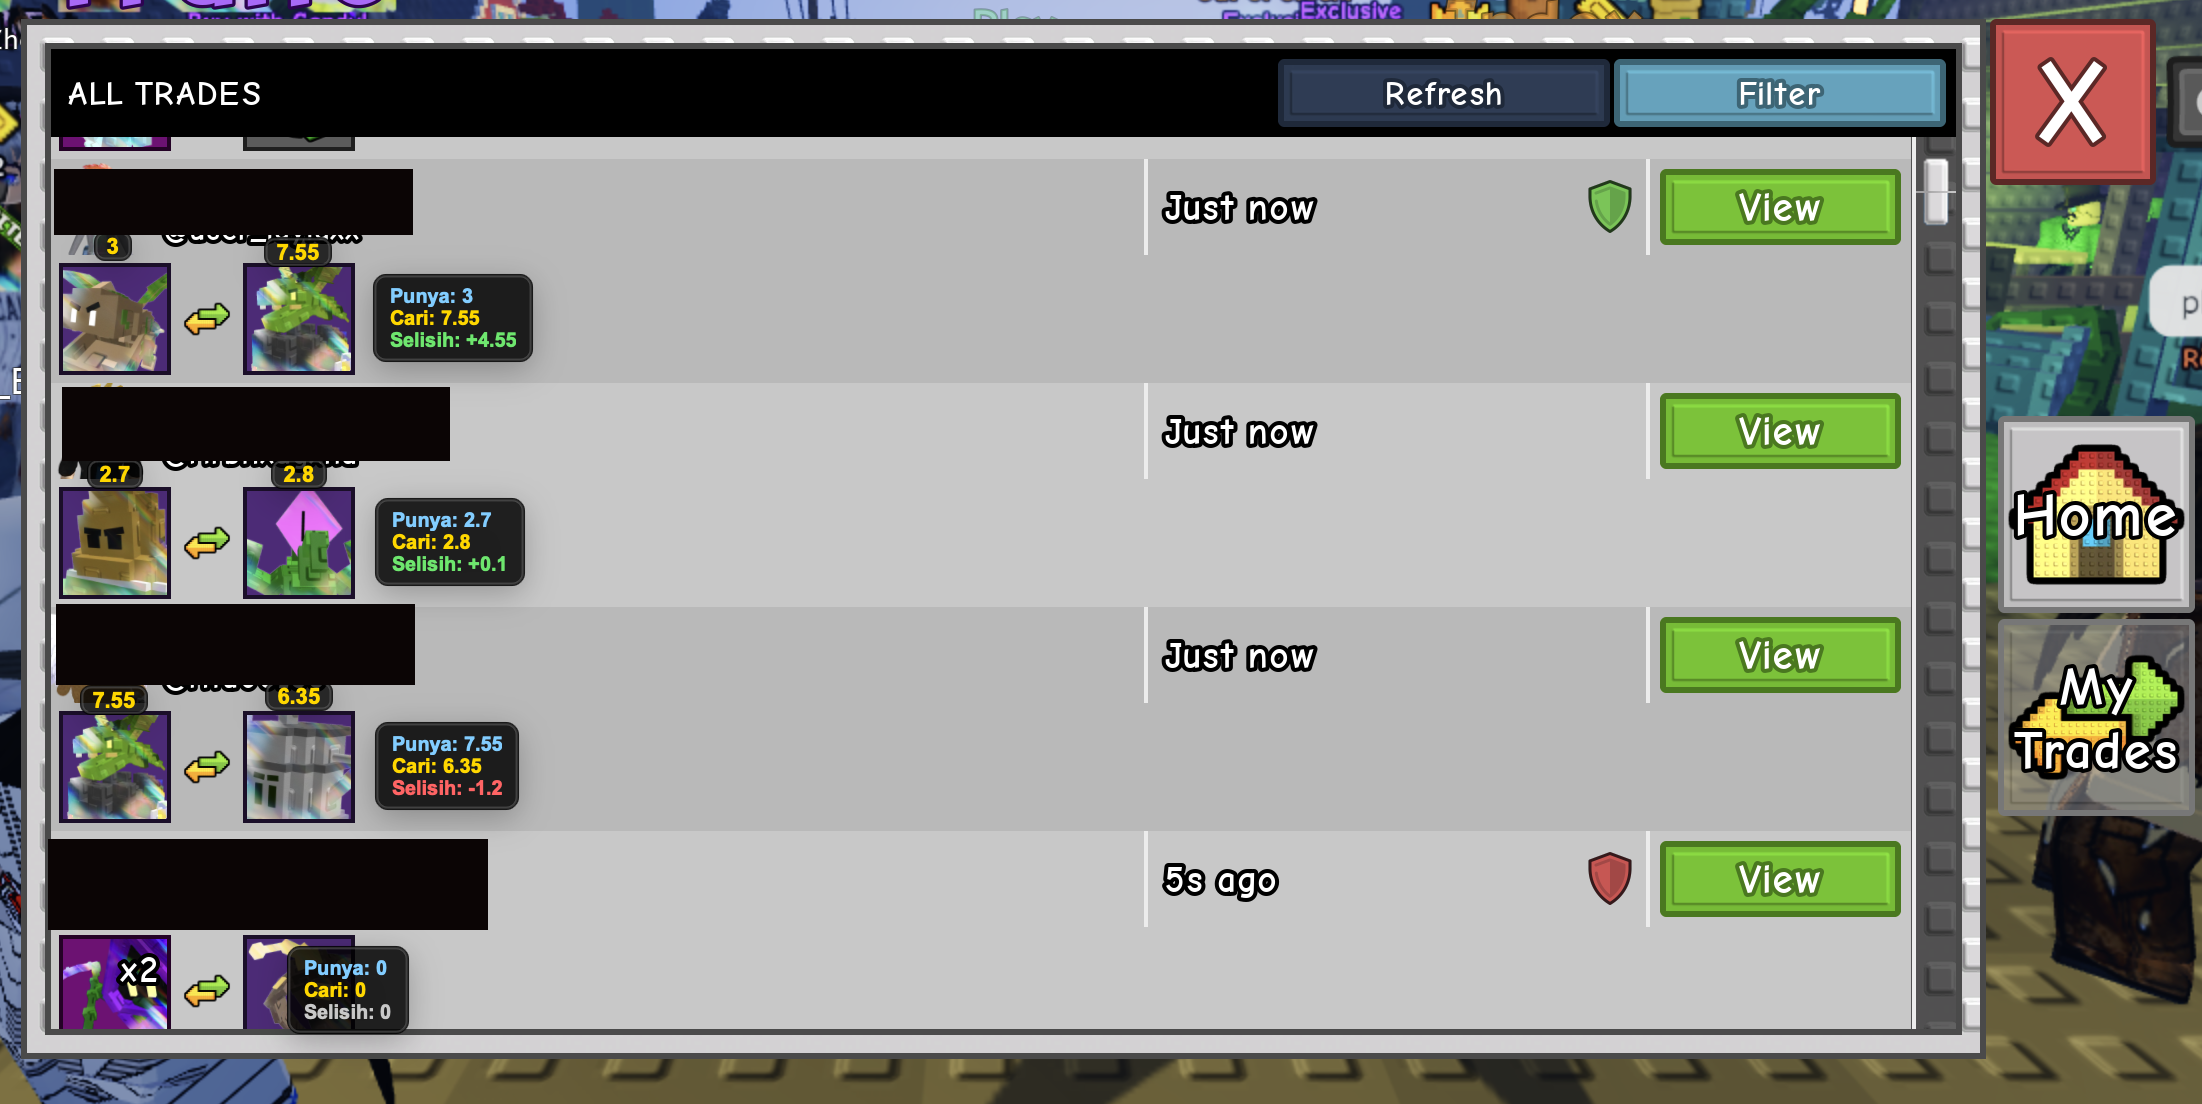 Exclusive
ALL TRADES
Refresh
Filter
X
Just now
View
3
7.55
Punya: 3
Cari: 7.55
Selisih: +4.55
Just now
View
2.7
2.8
Punya: 2.7
Cari: 2.8
Selisih: +0.1
Home
Just now
View
7.55
6.35
Punya: 7.55
Cari: 6.35
Selisih: -1.2
My
Trades
5s ago
View
x2
Punya: 0
Cari: 0
Selisih: 0